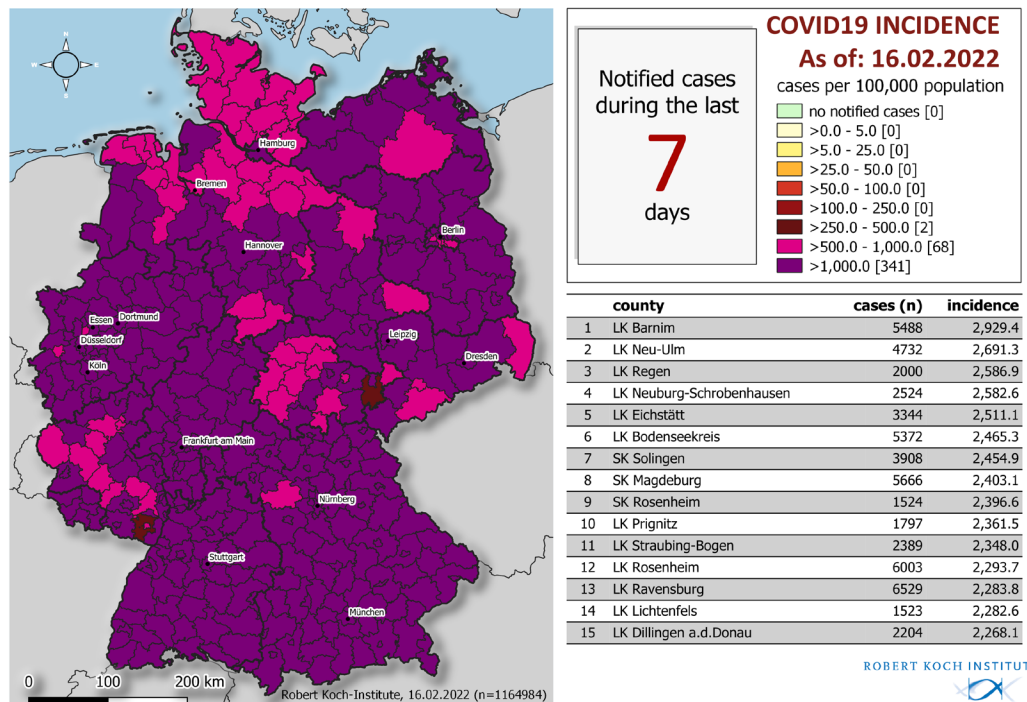 N
W
E
S
Hamburg
Bremen
Berlin
Hannover
Essen
Dortmund
Düsseldorf
Köln
Leipzig
Dresden
Frankfurt am Main
Nürnberg
Stuttgart
München
0 100 200 km
Robert Koch-Institute, 16.02.2022 (n=1164984)
Notified cases
during the last
7
days
COVID19 INCIDENCE
As of: 16.02.2022
cases per 100,000 population
no notified cases [0]
>0.0 - 5.0 [0]
>5.0 - 25.0 [0]
>25.0 - 50.0 [0]
>50.0 - 100.0 [0]
>100.0 - 250.0 [0]
>250.0 - 500.0 [2]
>500.0 - 1,000.0 [68]
>1,000.0 [341]
county cases (n) incidence
1 LK Barnim 5488 2,929.4
2 LK Neu-Ulm 4732 2,691.3
3 LK Regen 2000 2,586.9
4 LK Neuburg-Schrobenhausen 2524 2,582.6
5 LK Eichstätt 3344 2,511.1
6 LK Bodenseekreis 5372 2,465.3
7 SK Solingen 3908 2,454.9
8 SK Magdeburg 5666 2,403.1
9 SK Rosenheim 1524 2,396.6
10 LK Prignitz 1797 2,361.5
11 LK Straubing-Bogen 2389 2,348.0
12 LK Rosenheim 6003 2,293.7
13 LK Ravensburg 6529 2,283.8
14 LK Lichtenfels 1523 2,282.6
15 LK Dillingen a.d.Donau 2204 2,268.1
ROBERT KOCH INSTITUT